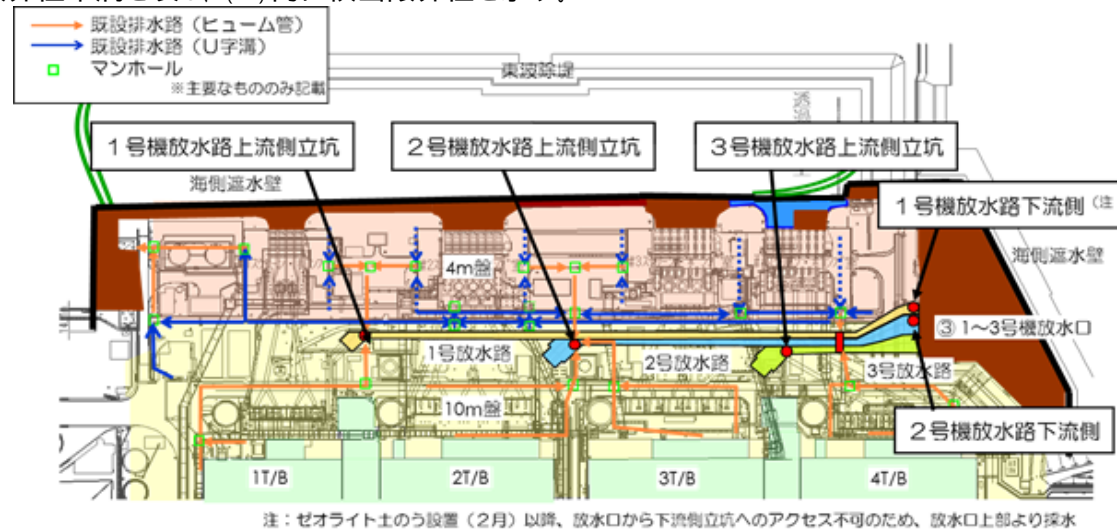 既設排水路（ヒューム管）
既設排水路（U字溝）
マンホール
※主要なもののみ記載
東波除堤
1号機放水路上流側立坑
2号機放水路上流側立坑
3号機放水路上流側立坑
海側遮水壁
1号機放水路下流側（注
海側遮水壁
4m盤
③ 1～3号機放水口
1号放水路
2号放水路
3号放水路
10m盤
2号機放水路下流側
1T/B
2T/B
3T/B
4T/B
注：ゼオライト土のう設置（2月）以降、放水口から下流側立坑へのアクセス不可のため、放水口上部より採水